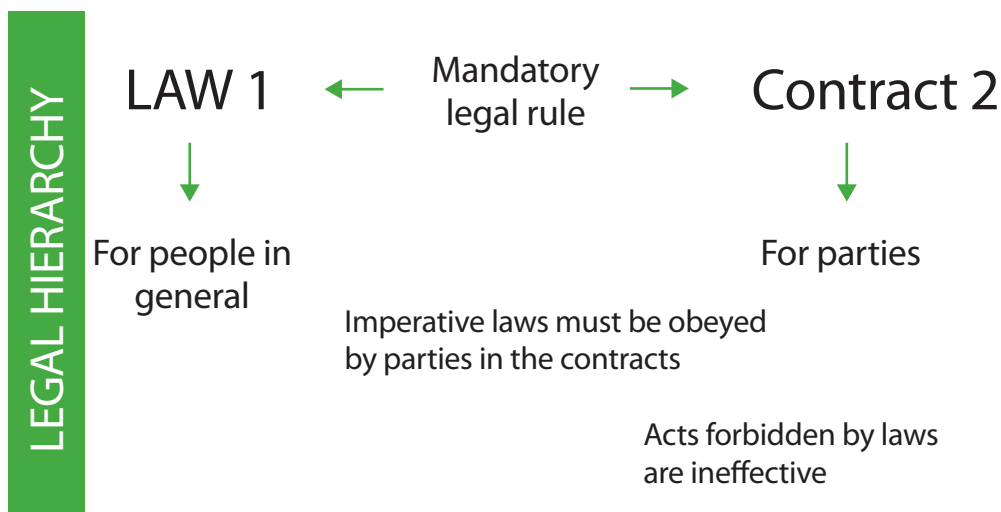 LEGAL HIERARCHY
LAW 1
Mandatory
legal rule
Contract 2
For people in
general
For parties
Imperative laws must be obeyed
by parties in the contracts
Acts forbidden by laws
are ineffective